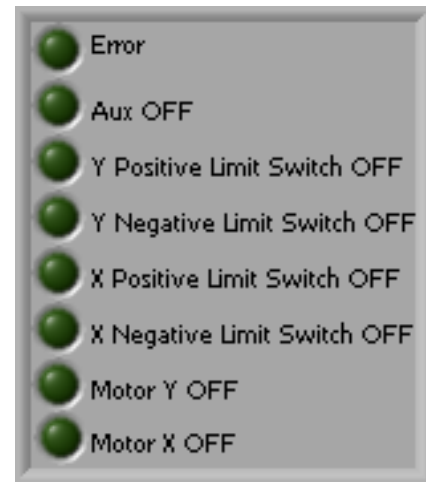 Error
Aux OFF
Y Positive Limit Switch OFF
Y Negative Limit Switch OFF
X Positive Limit Switch OFF
X Negative Limit Switch OFF
Motor Y OFF
Motor X OFF